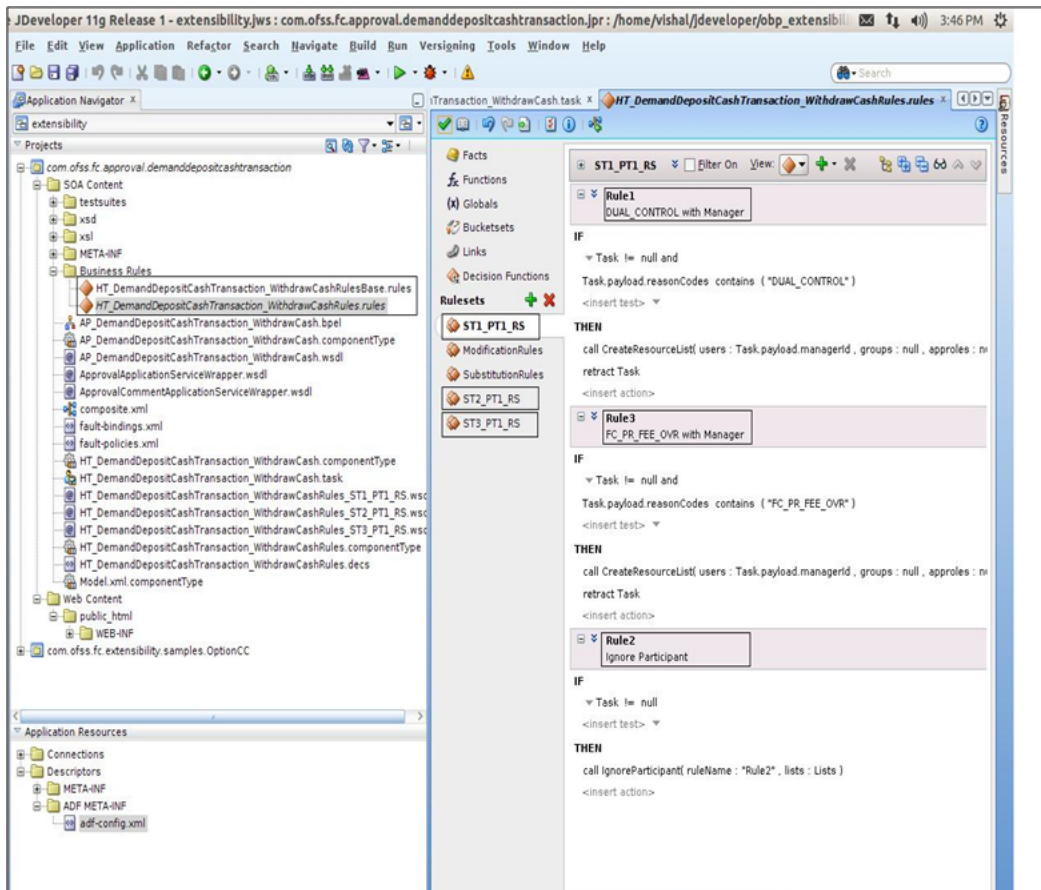 JDeveloper 11g Release 1 - extensibility.jws : com.ofss.fc.approval.demanddepositcashtransaction.jpr : /home/vishal/jdeveloper/obp_extensibil 3:46 PM
File Edit View Application Refactor Search Navigate Build Run Versioning Tools Window Help
Search
Application Navigator
extensibility
Projects
com.ofss.fc.approval.demanddepositcashtransaction
SOA Content
testsuites
xsd
xsl
META-INF
Business Rules
HT_DemandDepositCashTransaction_WithdrawCashRulesBase.rules
HT_DemandDepositCashTransaction_WithdrawCashRules.rules
AP_DemandDepositCashTransaction_WithdrawCash.bpel
AP_DemandDepositCashTransaction_WithdrawCash.componentType
AP_DemandDepositCashTransaction_WithdrawCash.wsdl
ApprovalApplicationServiceWrapper.wsdl
ApprovalCommentApplicationServiceWrapper.wsdl
composite.xml
fault-bindings.xml
fault-policies.xml
HT_DemandDepositCashTransaction_WithdrawCash.componentType
HT_DemandDepositCashTransaction_WithdrawCash.task
HT_DemandDepositCashTransaction_WithdrawCashRules_ST1_PT1_RS.wsd
HT_DemandDepositCashTransaction_WithdrawCashRules_ST2_PT1_RS.wsd
HT_DemandDepositCashTransaction_WithdrawCashRules_ST3_PT1_RS.wsd
HT_DemandDepositCashTransaction_WithdrawCashRules.componentType
HT_DemandDepositCashTransaction_WithdrawCashRules.decs
Model.xml.componentType
Web Content
public_html
WEB-INF
com.ofss.fc.extensibility.samples.OptionCC
Application Resources
Connections
Descriptors
META-INF
ADF META-INF
adf-config.xml
Transaction_WithdrawCash.task HT_DemandDepositCashTransaction_WithdrawCashRules.rules
Resources
Facts
Functions
(x) Globals
Bucketsets
Links
Decision Functions
Rulesets
ST1_PT1_RS
ModificationRules
SubstitutionRules
ST2_PT1_RS
ST3_PT1_RS
ST1_PT1_RS Filter On View:
Rule1
DUAL_CONTROL with Manager
IF
Task != null and
Task.payload.reasonCodes contains ( "DUAL_CONTROL" )
<insert test>
THEN
call CreateResourceList( users : Task.payload.managerId , groups : null , approles : nu
retract Task
<insert action>
Rule3
FC_PR_FEE_OVR with Manager
IF
Task != null and
Task.payload.reasonCodes contains ( "FC_PR_FEE_OVR" )
<insert test>
THEN
call CreateResourceList( users : Task.payload.managerId , groups : null , approles : nu
retract Task
<insert action>
Rule2
Ignore Participant
IF
Task != null
<insert test>
THEN
call IgnoreParticipant( ruleName : "Rule2" , lists : Lists )
<insert action>